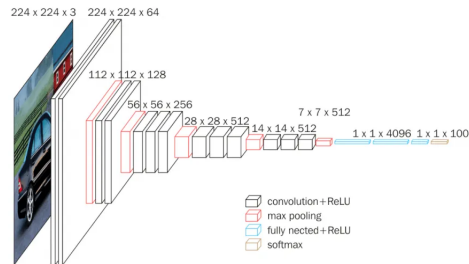 224 x 224 x 3
224 x 224 x 64
112 x 112 x 128
56 x 56 x 256
28 x 28 x 512
14 x 14 x 512
7 x 7 x 512
1 x 1 x 4096
1 x 1 x 100
convolution+ReLU
max pooling
fully nected+ReLU
softmax